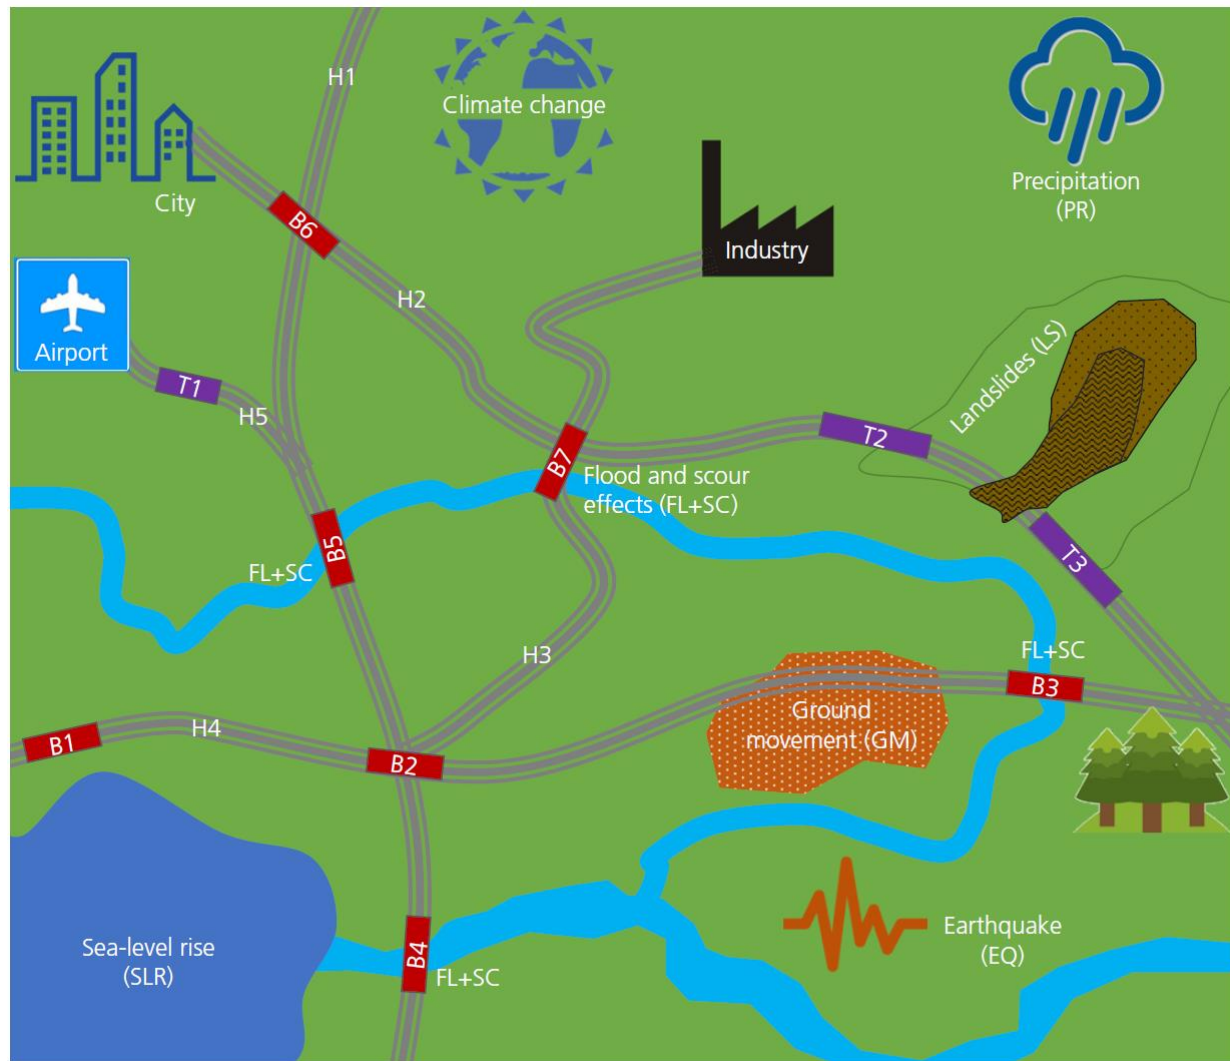 H1
Climate change
Precipitation
(PR)
City
B6
Industry
H2
Airport
T1
H5
Landslides (LS)
T2
B7
Flood and scour
effects (FL+SC)
B5
FL+SC
T3
H3
FL+SC
B3
Ground
movement (GM)
H4
B1
B2
Sea-level rise
(SLR)
B4
FL+SC
Earthquake
(EQ)